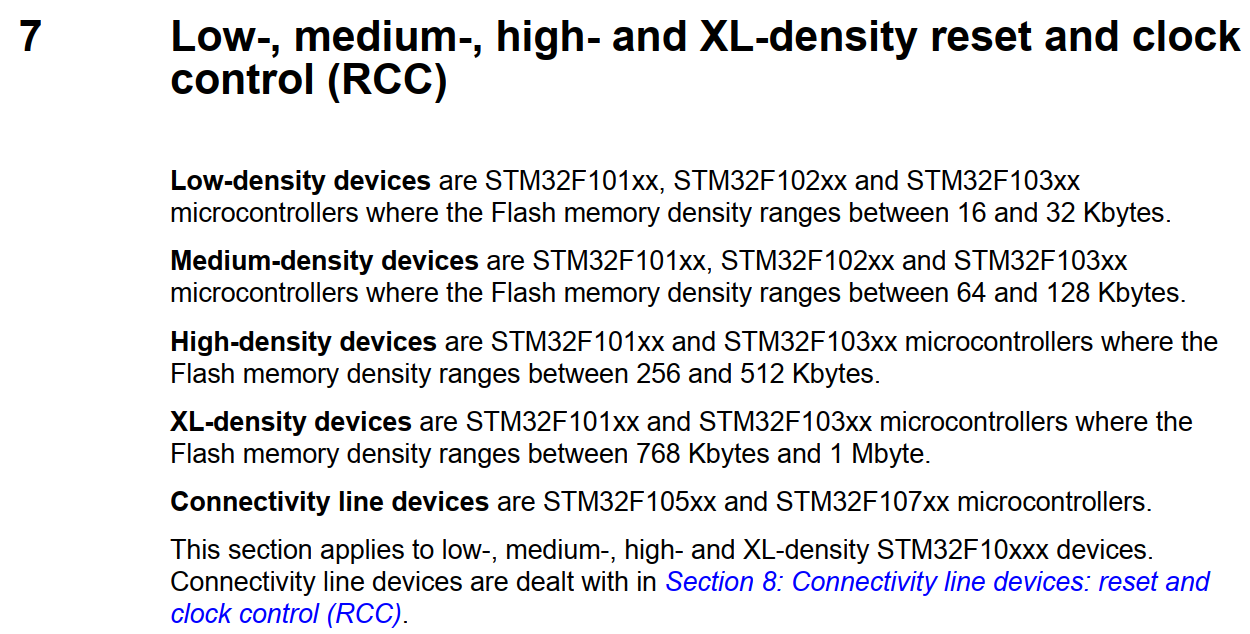 7 Low-, medium-, high- and XL-density reset and clock
control (RCC)
Low-density devices are STM32F101xx, STM32F102xx and STM32F103xx
microcontrollers where the Flash memory density ranges between 16 and 32 Kbytes.
Medium-density devices are STM32F101xx, STM32F102xx and STM32F103xx
microcontrollers where the Flash memory density ranges between 64 and 128 Kbytes.
High-density devices are STM32F101xx and STM32F103xx microcontrollers where the
Flash memory density ranges between 256 and 512 Kbytes.
XL-density devices are STM32F101xx and STM32F103xx microcontrollers where the
Flash memory density ranges between 768 Kbytes and 1 Mbyte.
Connectivity line devices are STM32F105xx and STM32F107xx microcontrollers.
This section applies to low-, medium-, high- and XL-density STM32F10xxx devices.
Connectivity line devices are dealt with in Section 8: Connectivity line devices: reset and
clock control (RCC).